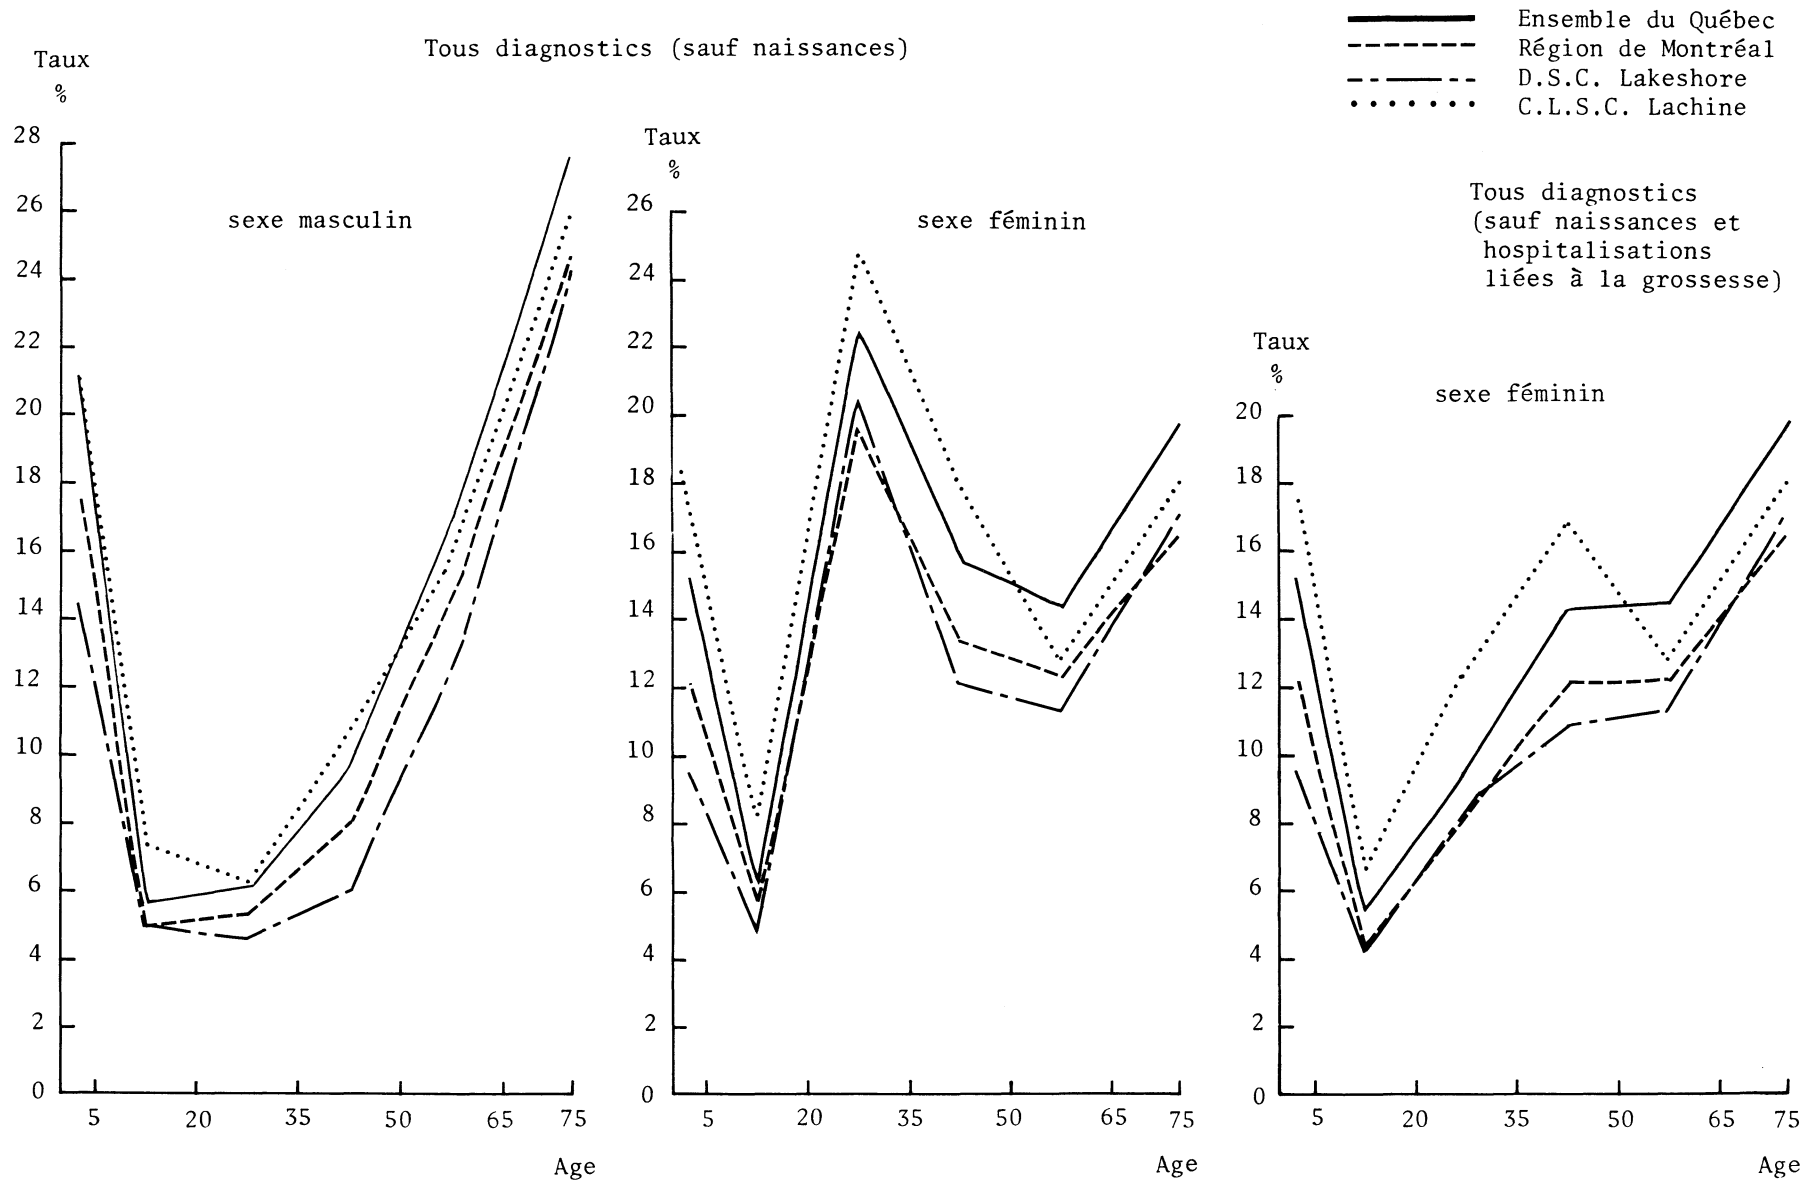 Tous diagnostics (sauf naissances)
Ensemble du Québec
Région de Montréal
D.S.C. Lakeshore
C.L.S.C. Lachine
Taux
%
sexe masculin
28
26
24
22
20
18
16
14
12
10
8
6
4
2
0
5 20 35 50 65 75
Age
Taux
%
sexe féminin
26
24
22
20
18
16
14
12
10
8
6
4
2
0
5 20 35 50 65 75
Age
Tous diagnostics
(sauf naissances et
hospitalisations
liées à la grossesse)
Taux
%
sexe féminin
20
18
16
14
12
10
8
6
4
2
0
5 20 35 50 65 75
Age